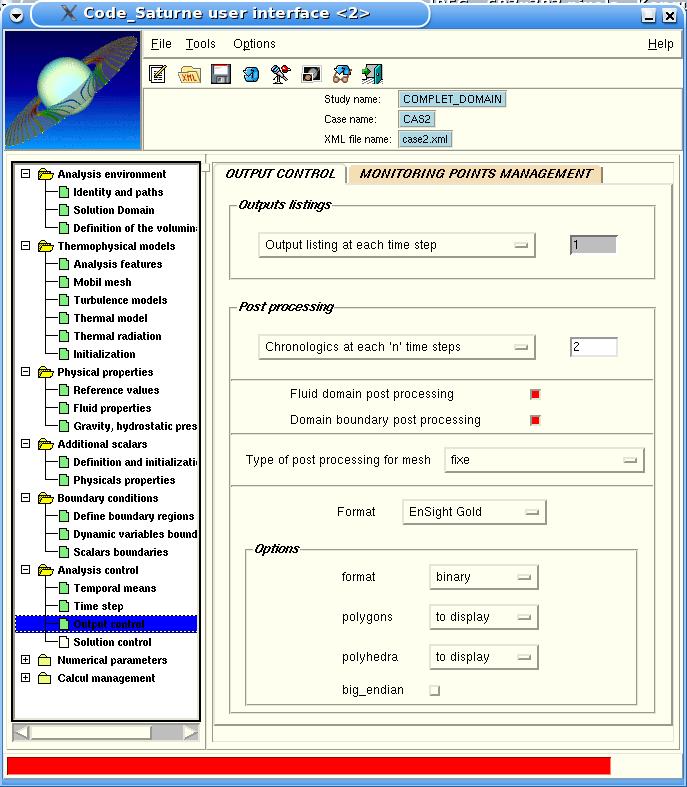 Code_Saturne user interface <2>
File Tools Options Help
XML
Study name: COMPLET_DOMAIN
Case name: CAS2
XML file name: case2.xml
Analysis environment
Identity and paths
Solution Domain
Definition of the volumin
Thermophysical models
Analysis features
Mobil mesh
Turbulence models
Thermal model
Thermal radiation
Initialization
Physical properties
Reference values
Fluid properties
Gravity, hydrostatic pres
Additional scalars
Definition and initializati
Physicals properties
Boundary conditions
Define boundary regions
Dynamic variables bound
Scalars boundaries
Analysis control
Temporal means
Time step
Output control
Solution control
Numerical parameters
Calcul management
OUTPUT CONTROL MONITORING POINTS MANAGEMENT
Outputs listings
Output listing at each time step 1
Post processing
Chronologics at each 'n' time steps 2
Fluid domain post processing
Domain boundary post processing
Type of post processing for mesh fixe
Format EnSight Gold
Options
format binary
polygons to display
polyhedra to display
big_endian